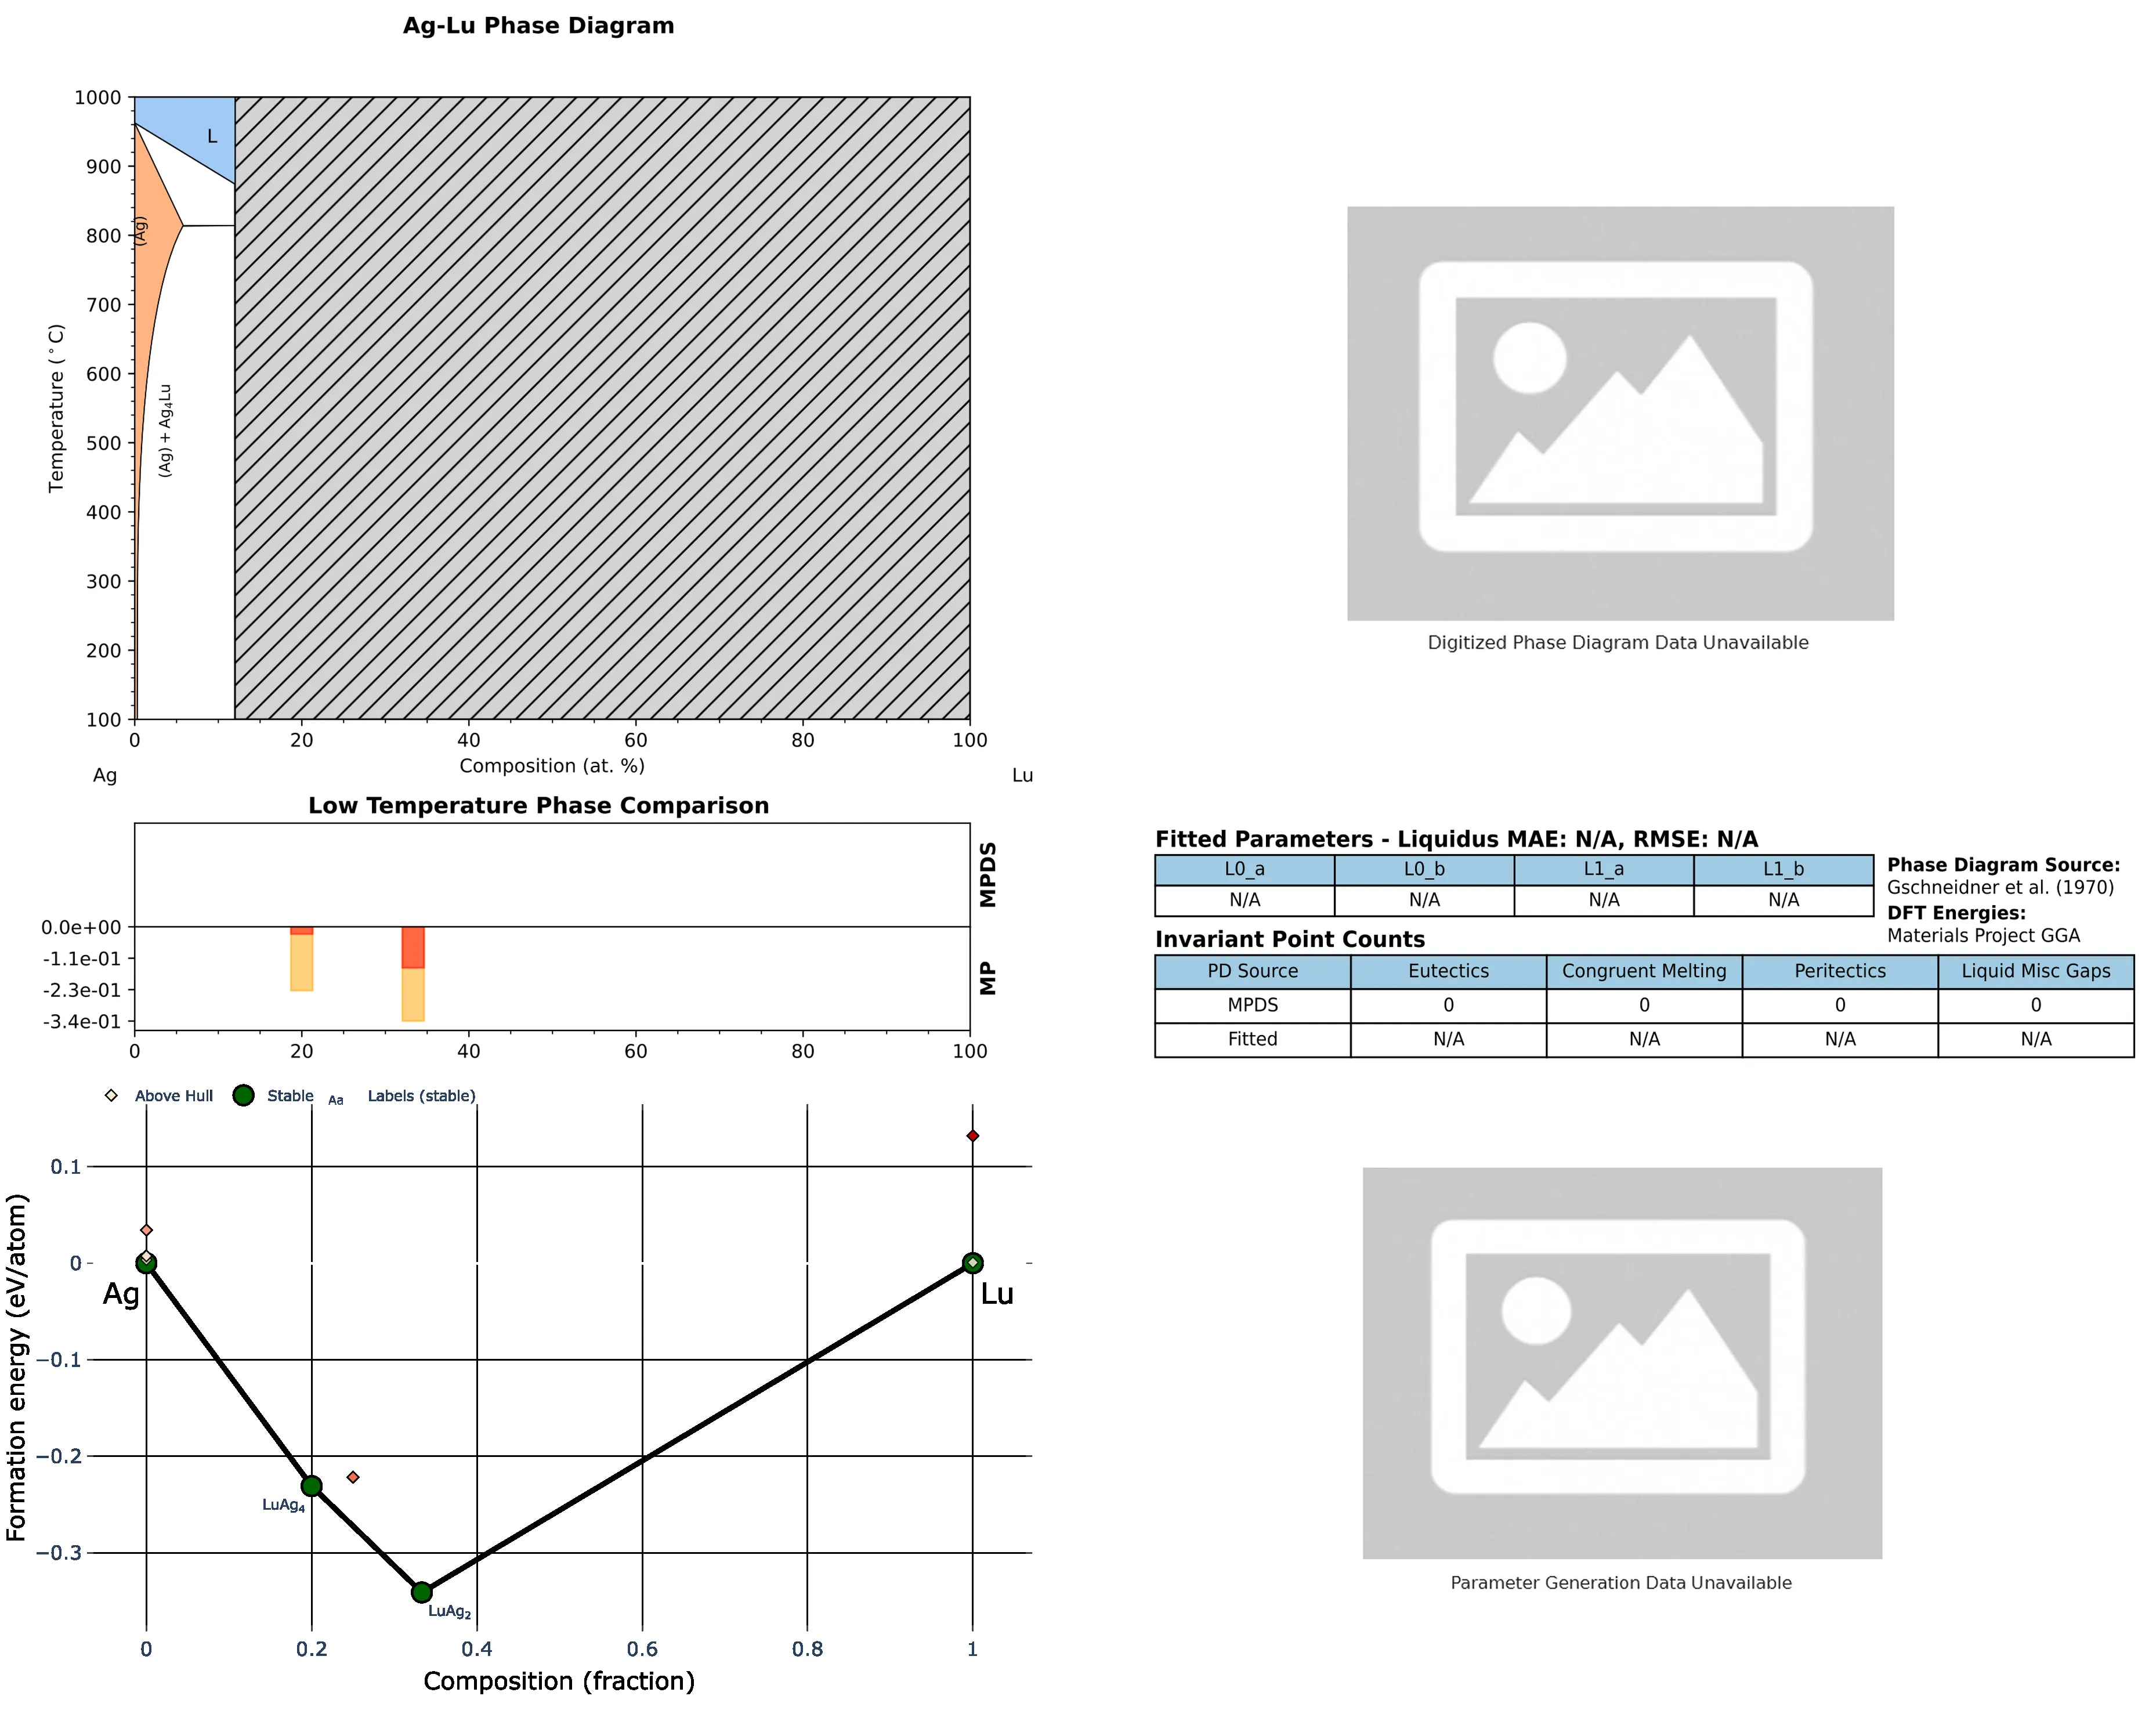 Ag-Lu Phase Diagram
1000
900
800
700
600
500
400
300
200
100
Temperature (°C)
L
(Ag)
(Ag) + Ag₄Lu
0 20 40 60 80 100
Composition (at. %)
Ag Lu
Digitized Phase Diagram Data Unavailable
Low Temperature Phase Comparison
MPDS
MP
0.0e+00
-1.1e-01
-2.3e-01
-3.4e-01
0 20 40 60 80 100
Fitted Parameters - Liquidus MAE: N/A, RMSE: N/A
L0_a L0_b L1_a L1_b
N/A N/A N/A N/A
Phase Diagram Source:
Gschneidner et al. (1970)
DFT Energies:
Materials Project GGA
Invariant Point Counts
PD Source Eutectics Congruent Melting Peritectics Liquid Misc Gaps
MPDS 0 0 0 0
Fitted N/A N/A N/A N/A
Above Hull Stable Aa Labels (stable)
0.1
0
−0.1
−0.2
−0.3
Formation energy (eV/atom)
Ag
Lu
LuAg₄
LuAg₂
0 0.2 0.4 0.6 0.8 1
Composition (fraction)
Parameter Generation Data Unavailable